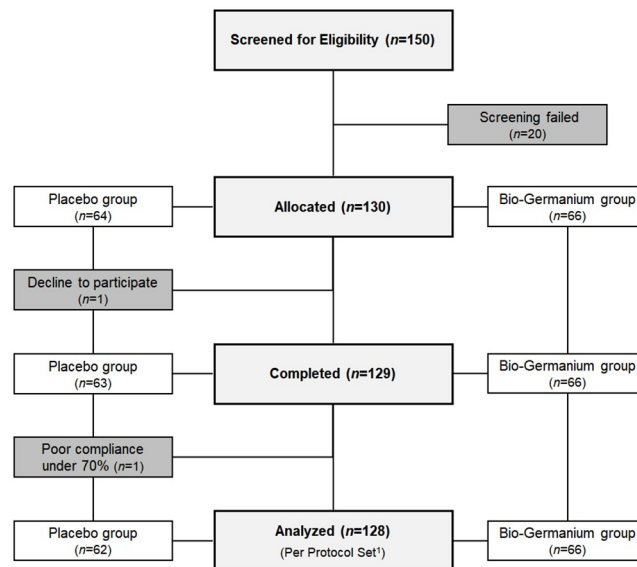 Screened for Eligibility (n=150)
Screening failed
(n=20)
Placebo group
(n=64)
Allocated (n=130)
Bio-Germanium group
(n=66)
Decline to participate
(n=1)
Placebo group
(n=63)
Completed (n=129)
Bio-Germanium group
(n=66)
Poor compliance
under 70% (n=1)
Placebo group
(n=62)
Analyzed (n=128)
(Per Protocol Set¹)
Bio-Germanium group
(n=66)